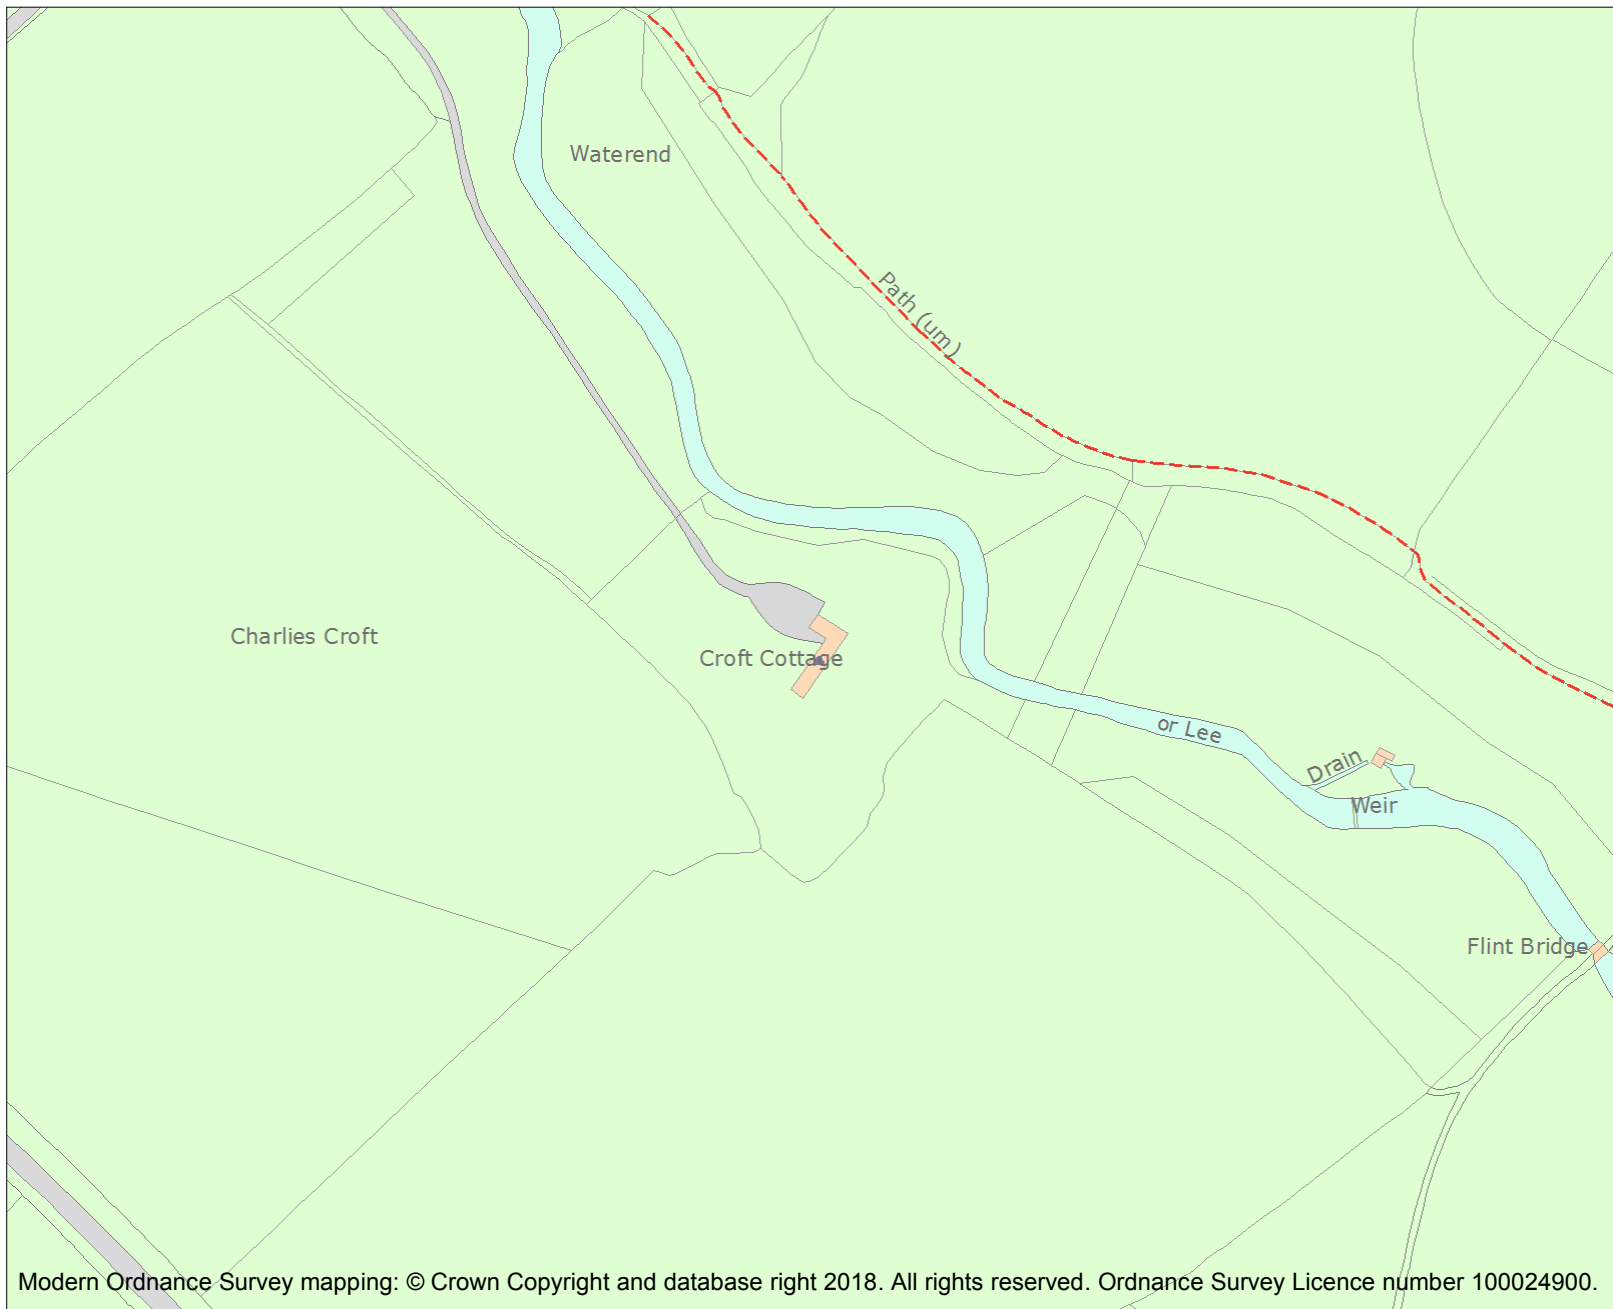 Waterend
Path (um)
Charlies Croft
Croft Cottage
or Lee
Drain
Weir
Flint Bridge
Modern Ordnance Survey mapping: © Crown Copyright and database right 2018. All rights reserved. Ordnance Survey Licence number 100024900.